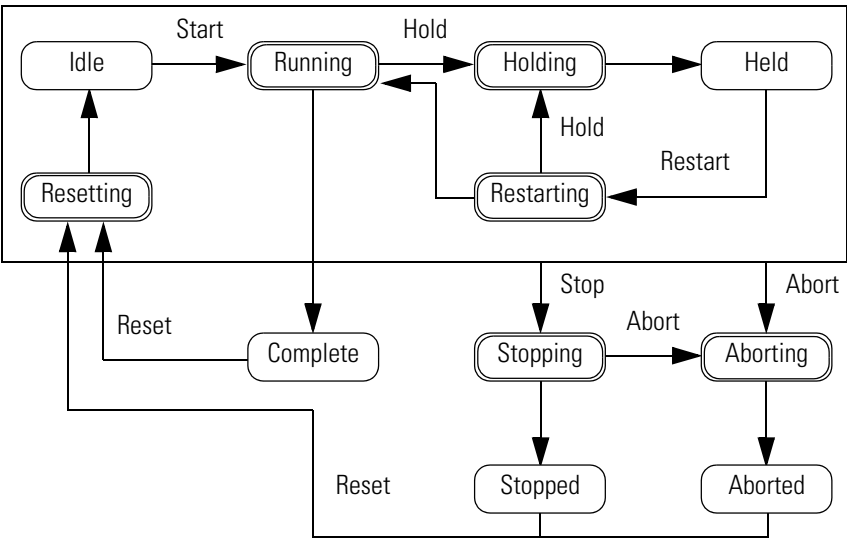 Start
Hold
Idle
Running
Holding
Held
Hold
Restart
Resetting
Restarting
Stop
Abort
Reset
Abort
Complete
Stopping
Aborting
Reset
Stopped
Aborted